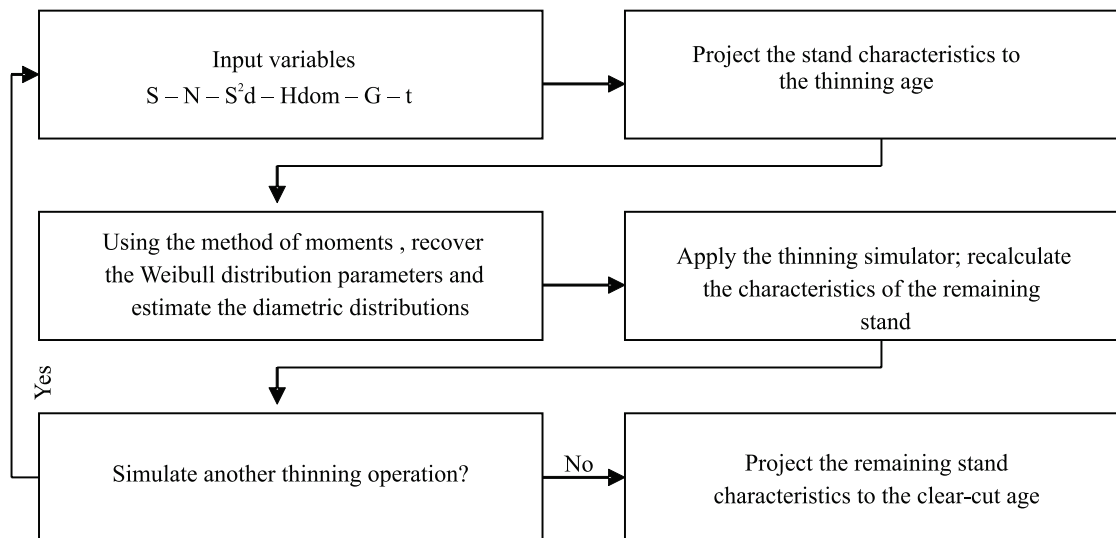 Input variables
S – N – S²d – Hdom – G – t
Project the stand characteristics to
the thinning age
Using the method of moments , recover
the Weibull distribution parameters and
estimate the diametric distributions
Apply the thinning simulator; recalculate
the characteristics of the remaining
stand
Yes
Simulate another thinning operation?
No
Project the remaining stand
characteristics to the clear-cut age